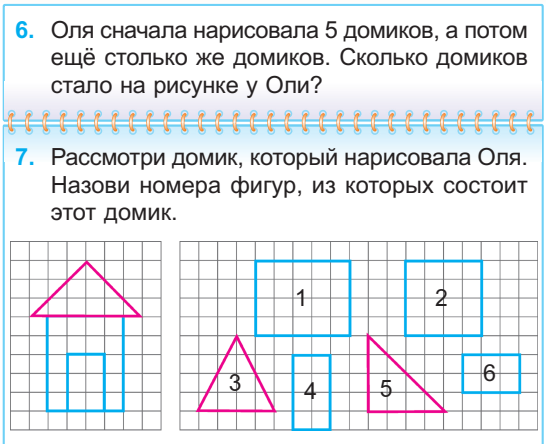 6. Оля сначала нарисовала 5 домиков, а потом
ещё столько же домиков. Сколько домиков
стало на рисунке у Оли?
7. Рассмотри домик, который нарисовала Оля.
Назови номера фигур, из которых состоит
этот домик.
1
2
3
4
5
6